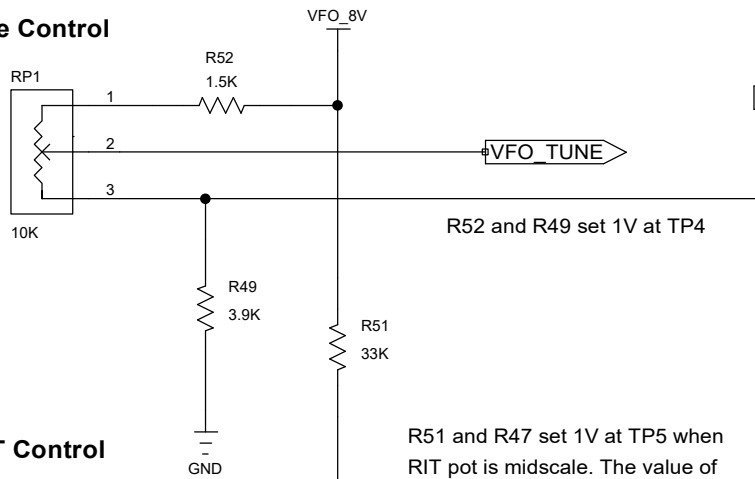 e Control
VFO_8V
R52
1.5K
RP1
1
2
VFO_TUNE
3
10K
R52 and R49 set 1V at TP4
R49
3.9K
R51
33K
T Control
GND
R51 and R47 set 1V at TP5 when
RIT pot is midscale. The value of